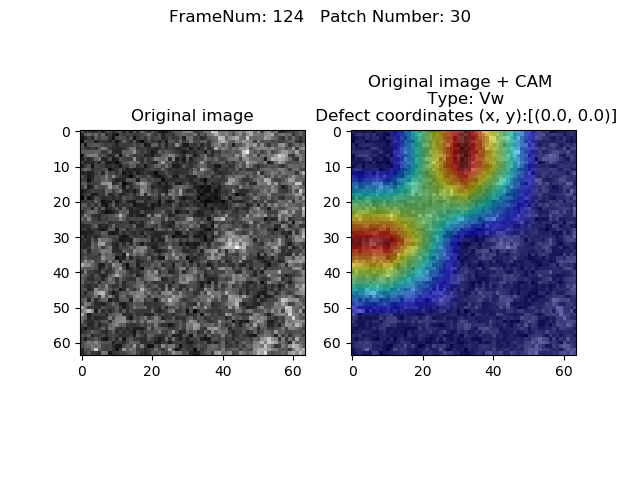 FrameNum: 124   Patch Number: 30
Original image
0
10
20
30
40
50
60
0 20 40 60
Original image + CAM
Type: Vw
Defect coordinates (x, y):[(0.0, 0.0)]
0
10
20
30
40
50
60
0 20 40 60